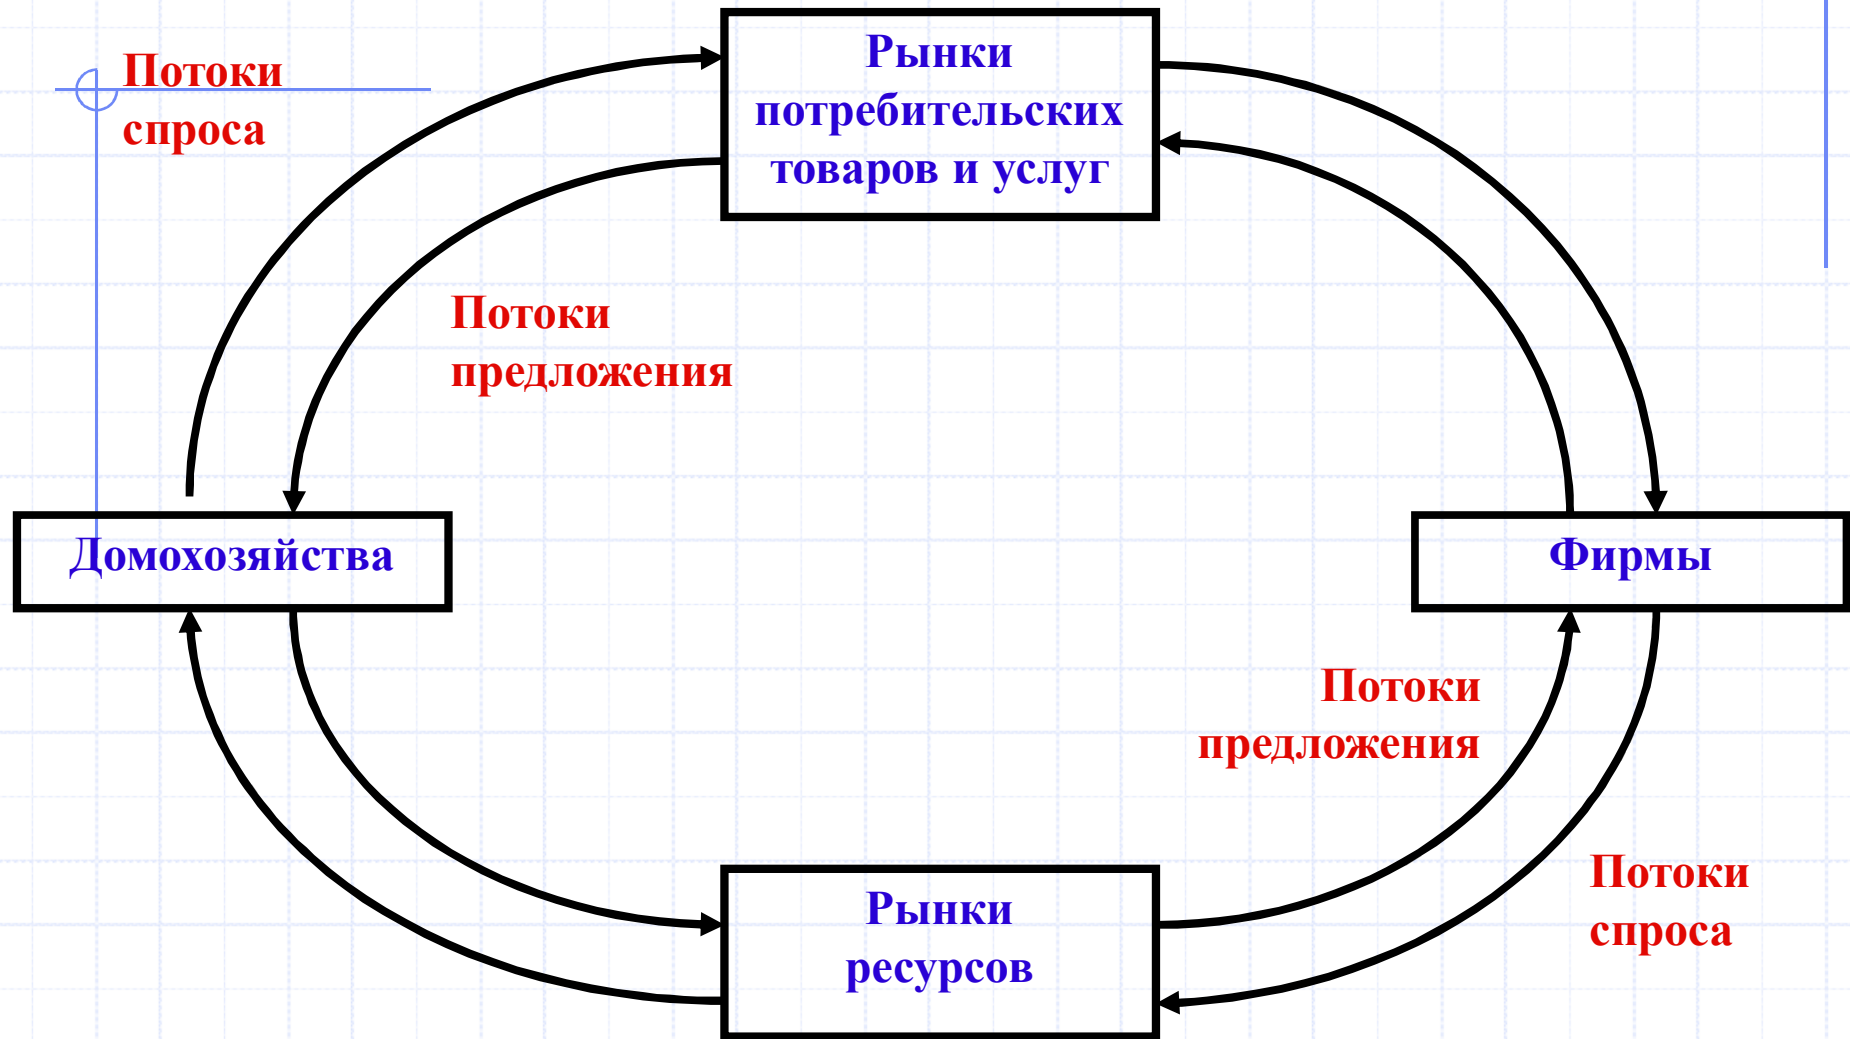 Потоки
спроса
Рынки
потребительских
товаров и услуг
Потоки
предложения
Домохозяйства
Фирмы
Потоки
предложения
Потоки
спроса
Рынки
ресурсов